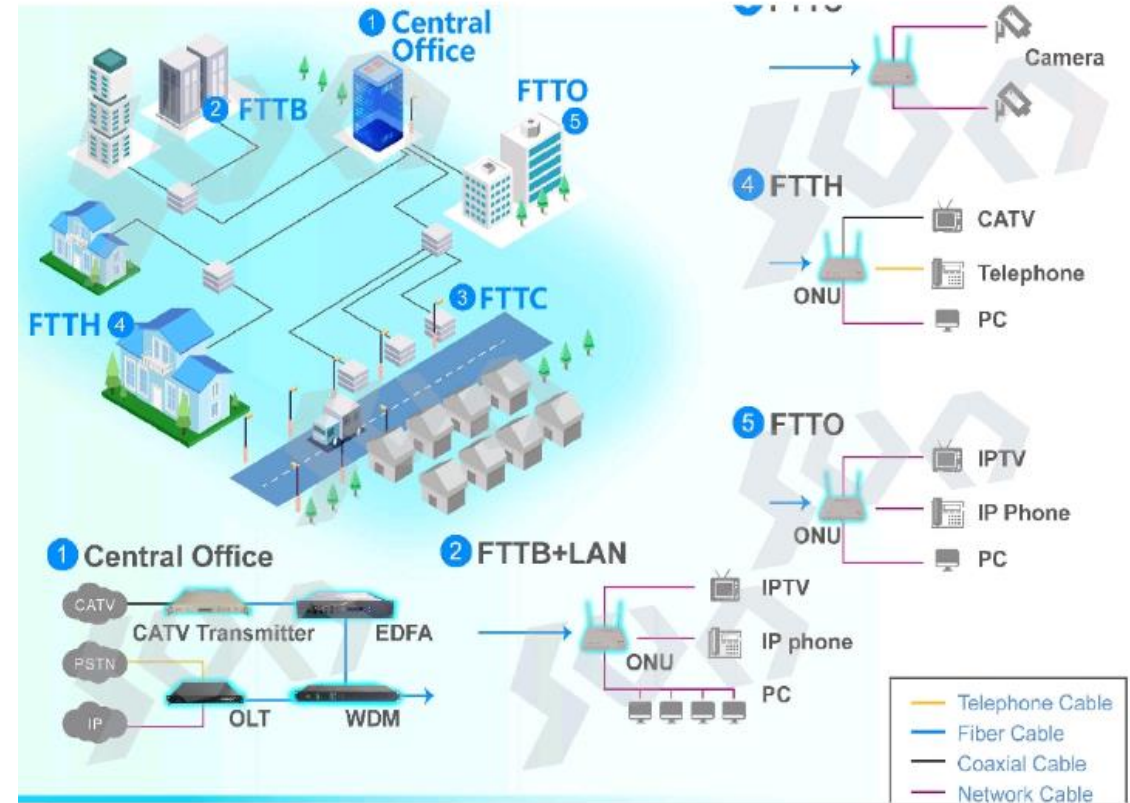 1 Central
Office
2 FTTB
FTTO
5
3 FTTC
FTTH 4
Camera
4 FTTH
CATV
Telephone
ONU
PC
5 FTTO
IPTV
IP Phone
ONU
PC
1 Central Office
CATV
CATV Transmitter
EDFA
PSTN
OLT
WDM
IP
2 FTTB+LAN
IPTV
IP phone
ONU
PC
Telephone Cable
Fiber Cable
Coaxial Cable
Network Cable